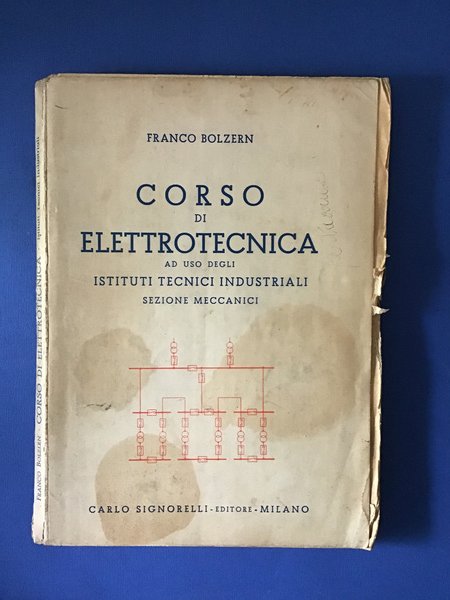 FRANCO BOLZERN
CORSO
DI
ELETTROTECNICA
AD USO DEGLI
ISTITUTI TECNICI INDUSTRIALI
SEZIONE MECCANICI
CARLO SIGNORELLI - EDITORE - MILANO
FRANCO BOLZERN - CORSO DI ELETTROTECNICA -